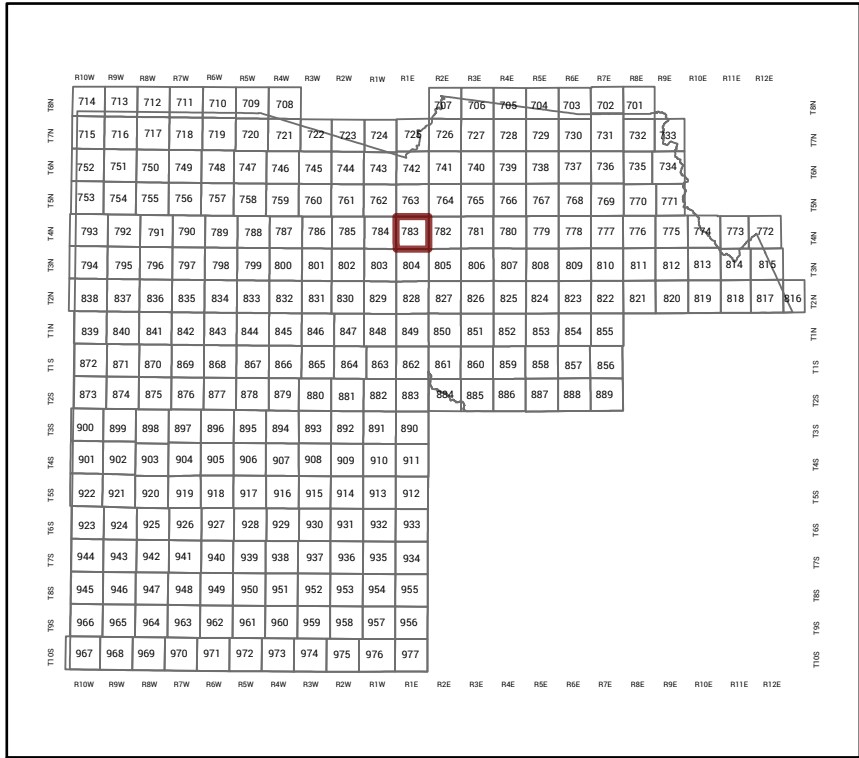 R10W R9W R8W R7W R6W R5W R4W R3W R2W R1W R1E R2E R3E R4E R5E R6E R7E R8E R9E R10E R11E R12E
T8N 714 713 712 711 710 709 708 707 706 705 704 703 702 701 T8N
T7N 715 716 717 718 719 720 721 722 723 724 725 726 727 728 729 730 731 732 733 T7N
T6N 752 751 750 749 748 747 746 745 744 743 742 741 740 739 738 737 736 735 734 T6N
T5N 753 754 755 756 757 758 759 760 761 762 763 764 765 766 767 768 769 770 771 T5N
T4N 793 792 791 790 789 788 787 786 785 784 783 782 781 780 779 778 777 776 775 774 773 772 T4N
T3N 794 795 796 797 798 799 800 801 802 803 804 805 806 807 808 809 810 811 812 813 814 815 T3N
T2N 838 837 836 835 834 833 832 831 830 829 828 827 826 825 824 823 822 821 820 819 818 817 816 T2N
T1N 839 840 841 842 843 844 845 846 847 848 849 850 851 852 853 854 855 T1N
T1S 872 871 870 869 868 867 866 865 864 863 862 861 860 859 858 857 856 T1S
T2S 873 874 875 876 877 878 879 880 881 882 883 884 885 886 887 888 889 T2S
T3S 900 899 898 897 896 895 894 893 892 891 890 T3S
T4S 901 902 903 904 905 906 907 908 909 910 911 T4S
T5S 922 921 920 919 918 917 916 915 914 913 912 T5S
T6S 923 924 925 926 927 928 929 930 931 932 933 T6S
T7S 944 943 942 941 940 939 938 937 936 935 934 T7S
T8S 945 946 947 948 949 950 951 952 953 954 955 T8S
T9S 966 965 964 963 962 961 960 959 958 957 956 T9S
T10S 967 968 969 970 971 972 973 974 975 976 977 T10S
R10W R9W R8W R7W R6W R5W R4W R3W R2W R1W R1E R2E R3E R4E R5E R6E R7E R8E R9E R10E R11E R12E